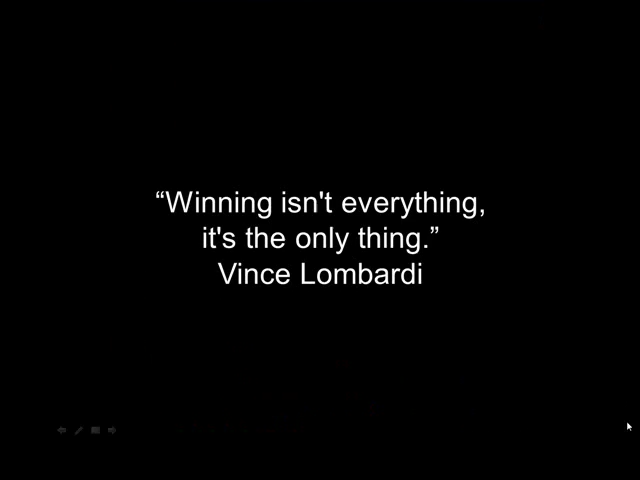 “Winning isn't everything,
it's the only thing.”
Vince Lombardi